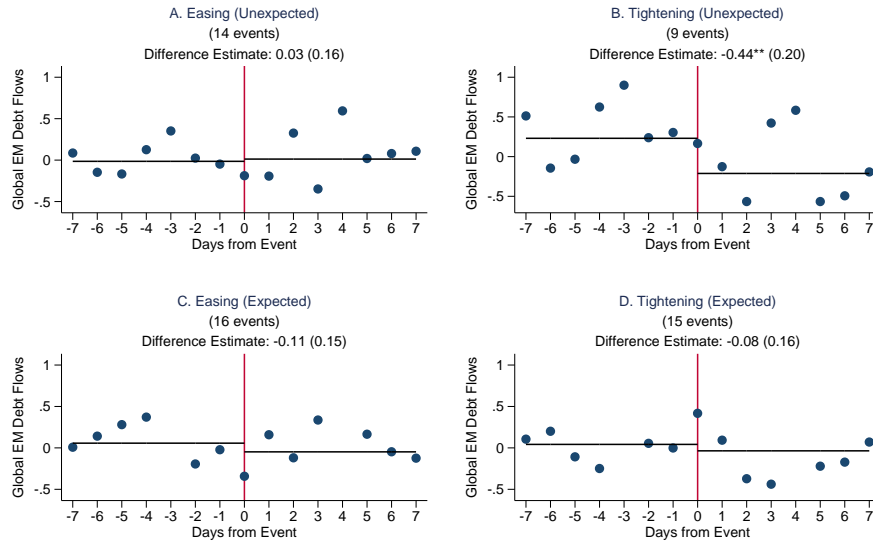 A. Easing (Unexpected)
(14 events)
Difference Estimate: 0.03 (0.16)
Global EM Debt Flows
1
.5
0
-.5
-7 -6 -5 -4 -3 -2 -1 0 1 2 3 4 5 6 7
Days from Event
B. Tightening (Unexpected)
(9 events)
Difference Estimate: -0.44** (0.20)
Global EM Debt Flows
1
.5
0
-.5
-7 -6 -5 -4 -3 -2 -1 0 1 2 3 4 5 6 7
Days from Event
C. Easing (Expected)
(16 events)
Difference Estimate: -0.11 (0.15)
Global EM Debt Flows
1
.5
0
-.5
-7 -6 -5 -4 -3 -2 -1 0 1 2 3 4 5 6 7
Days from Event
D. Tightening (Expected)
(15 events)
Difference Estimate: -0.08 (0.16)
Global EM Debt Flows
1
.5
0
-.5
-7 -6 -5 -4 -3 -2 -1 0 1 2 3 4 5 6 7
Days from Event